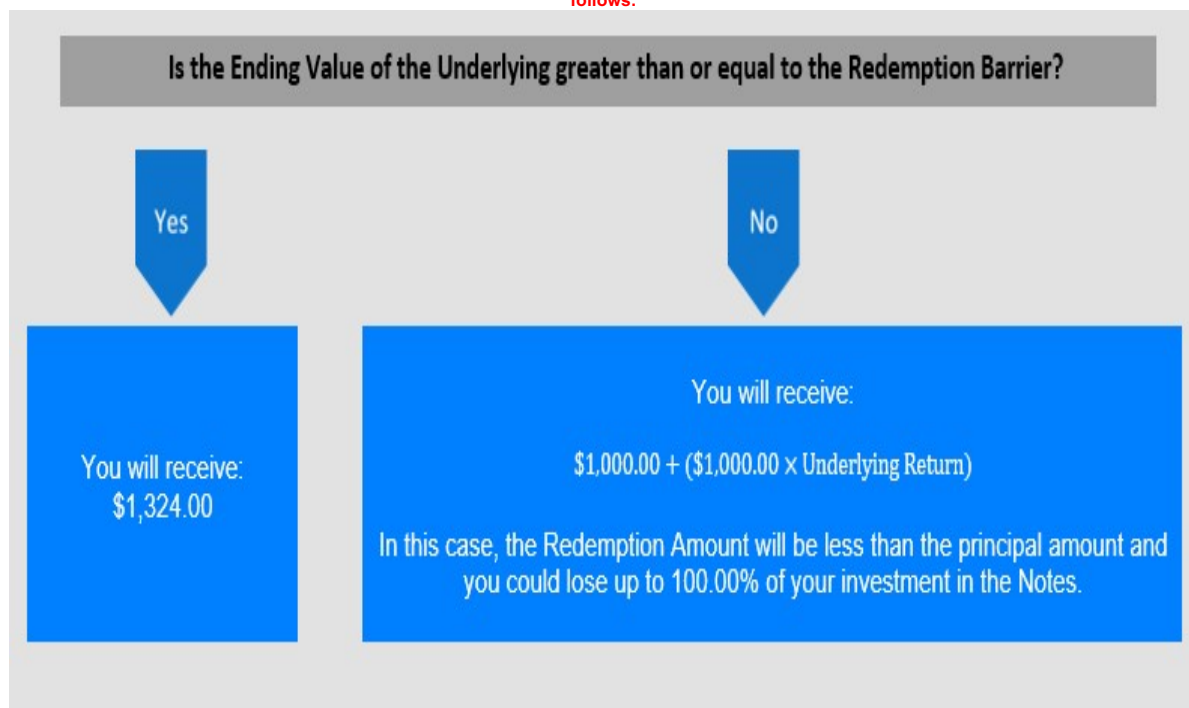 follows:
Is the Ending Value of the Underlying greater than or equal to the Redemption Barrier?
Yes
No
You will receive:
$1,324.00
You will receive:
$1,000.00 + ($1,000.00 × Underlying Return)
In this case, the Redemption Amount will be less than the principal amount and
you could lose up to 100.00% of your investment in the Notes.